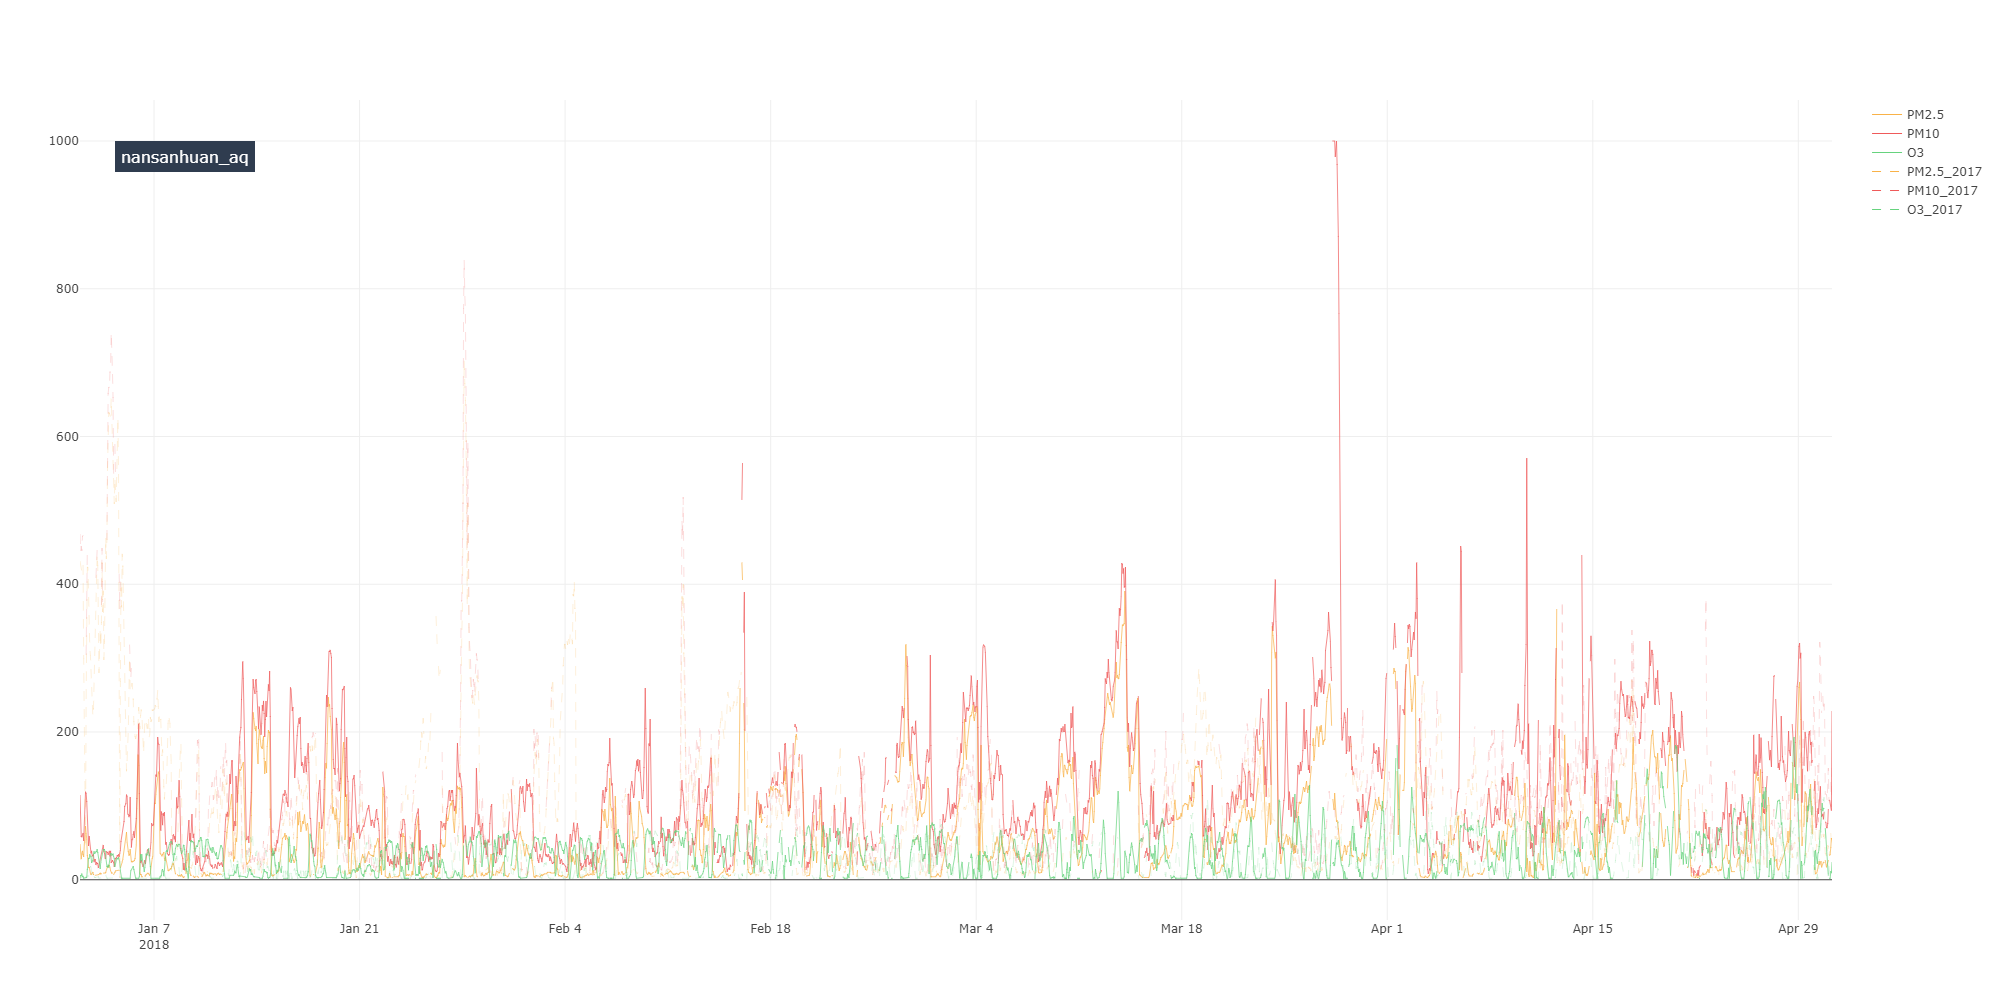 nansanhuan_aq
1000
800
600
400
200
0
Jan 7
2018
Jan 21
Feb 4
Feb 18
Mar 4
Mar 18
Apr 1
Apr 15
Apr 29
PM2.5
PM10
O3
PM2.5_2017
PM10_2017
O3_2017